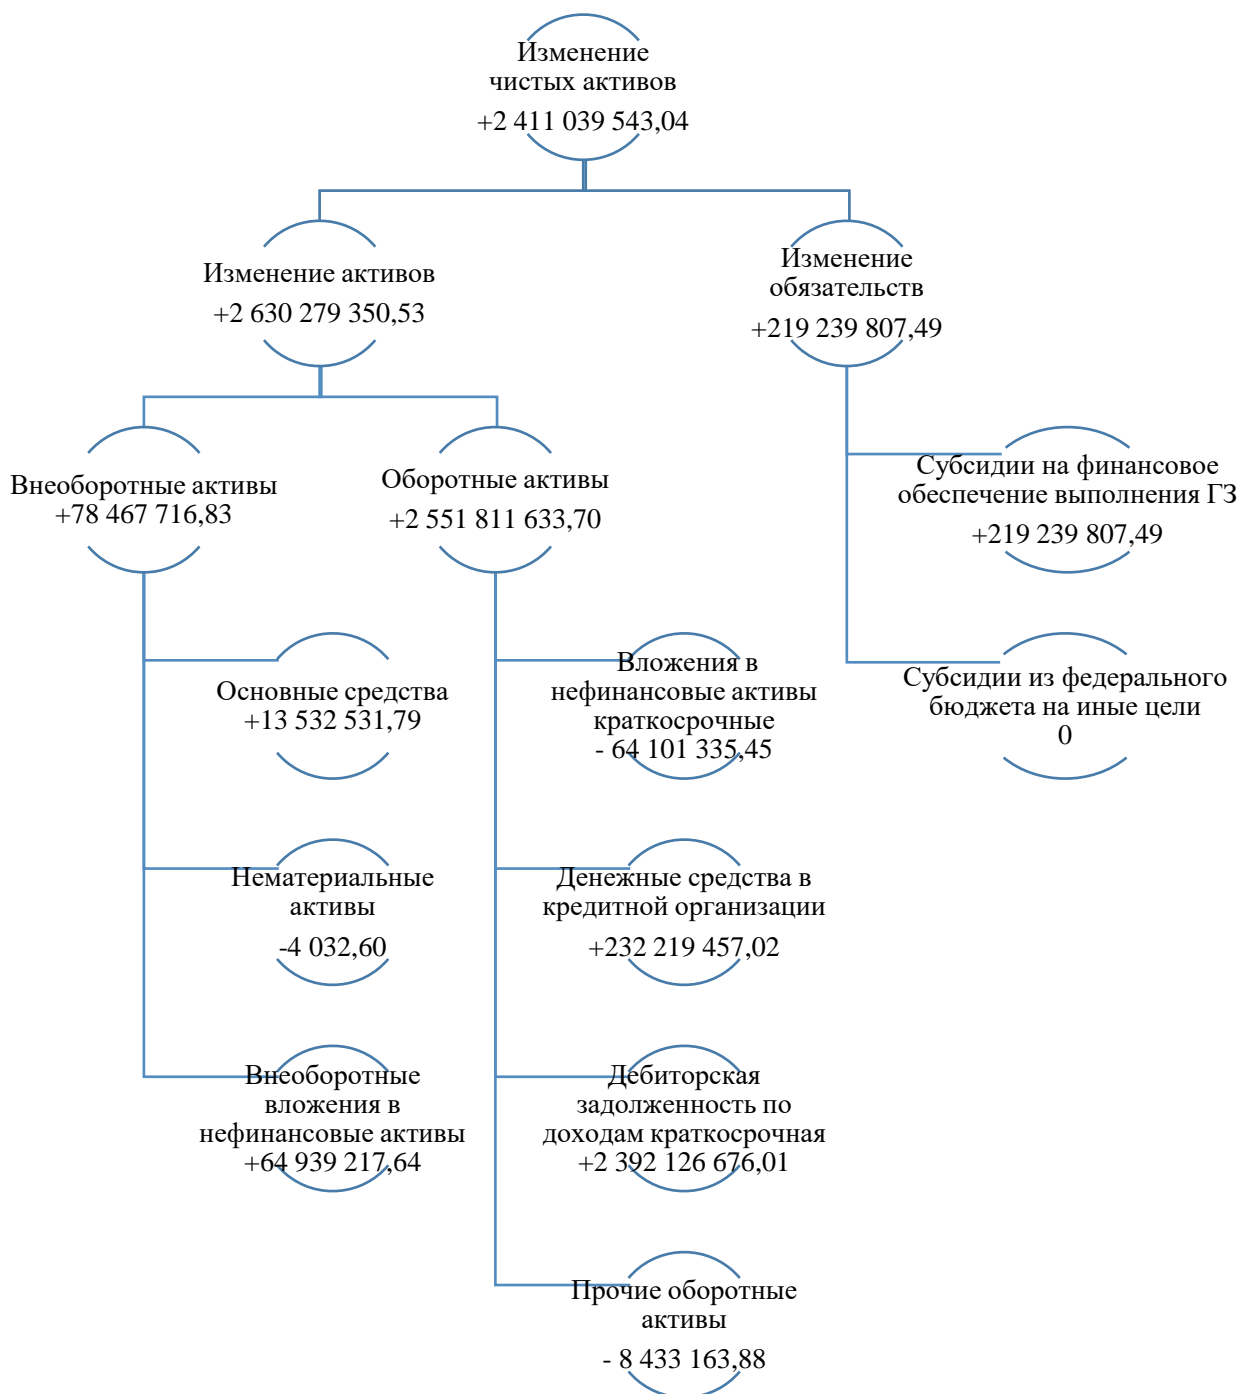 Изменение
чистых активов
+2 411 039 543,04
Изменение активов
+2 630 279 350,53
Изменение
обязательств
+219 239 807,49
Внеоборотные активы
+78 467 716,83
Оборотные активы
+2 551 811 633,70
Субсидии на финансовое
обеспечение выполнения ГЗ
+219 239 807,49
Основные средства
+13 532 531,79
Вложения в
нефинансовые активы
краткосрочные
- 64 101 335,45
Субсидии из федерального
бюджета на иные цели
0
Нематериальные
активы
-4 032,60
Денежные средства в
кредитной организации
+232 219 457,02
Внеоборотные
вложения в
нефинансовые активы
+64 939 217,64
Дебиторская
задолженность по
доходам краткосрочная
+2 392 126 676,01
Прочие оборотные
активы
- 8 433 163,88